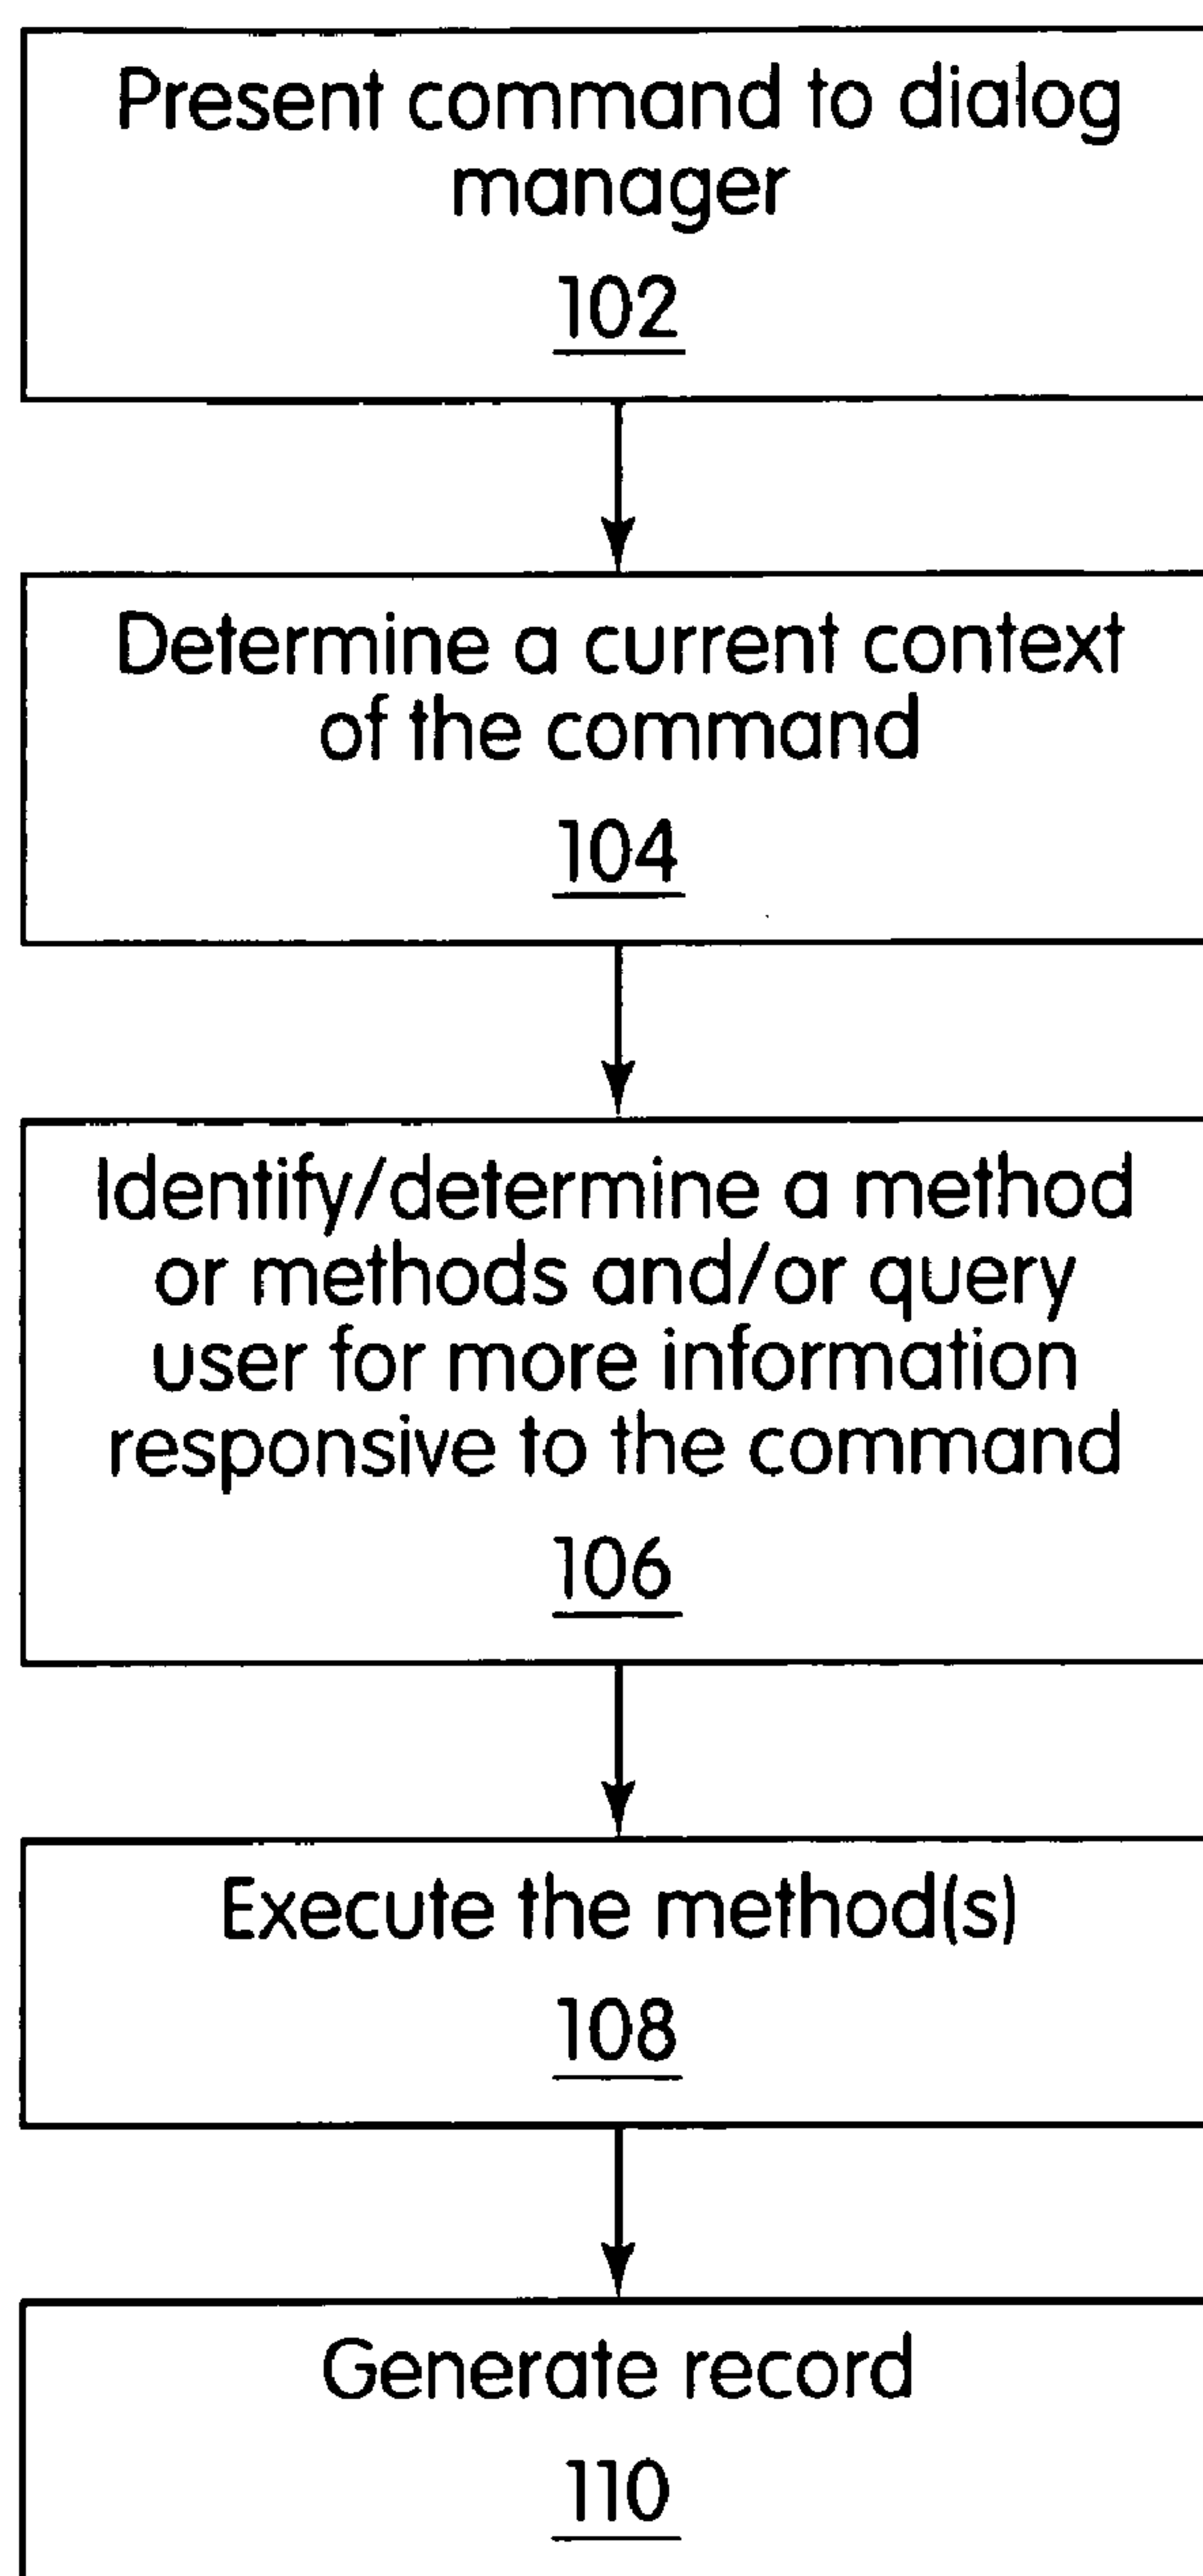 Present command to dialog
manager
102
Determine a current context
of the command
104
Identify/determine a method
or methods and/or query
user for more information
responsive to the command
106
Execute the method(s)
108
Generate record
110